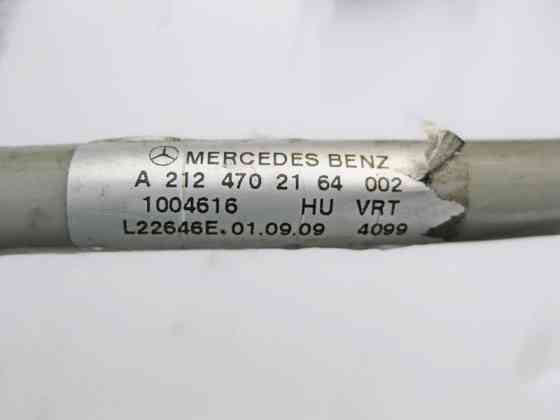 MERCEDES BENZ
A 212 470 21 64 002
1004616 HU VRT
L22646E. 01.09.09 4099